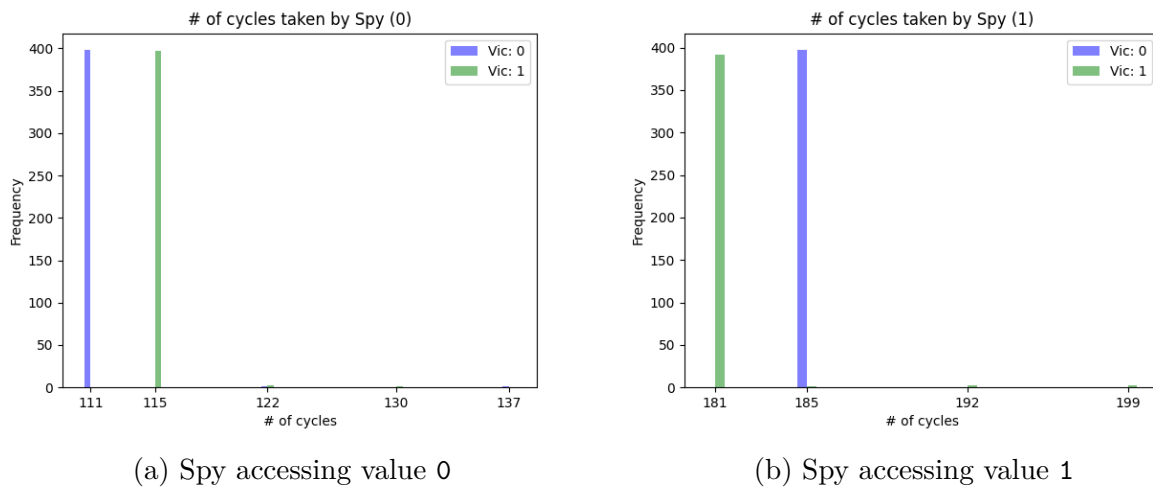 # of cycles taken by Spy (0)
400
350
300
250
200
150
100
50
0
Frequency
Vic: 0
Vic: 1
111 115 122 130 137
# of cycles
(a) Spy accessing value 0
# of cycles taken by Spy (1)
400
350
300
250
200
150
100
50
0
Frequency
Vic: 0
Vic: 1
181 185 192 199
# of cycles
(b) Spy accessing value 1